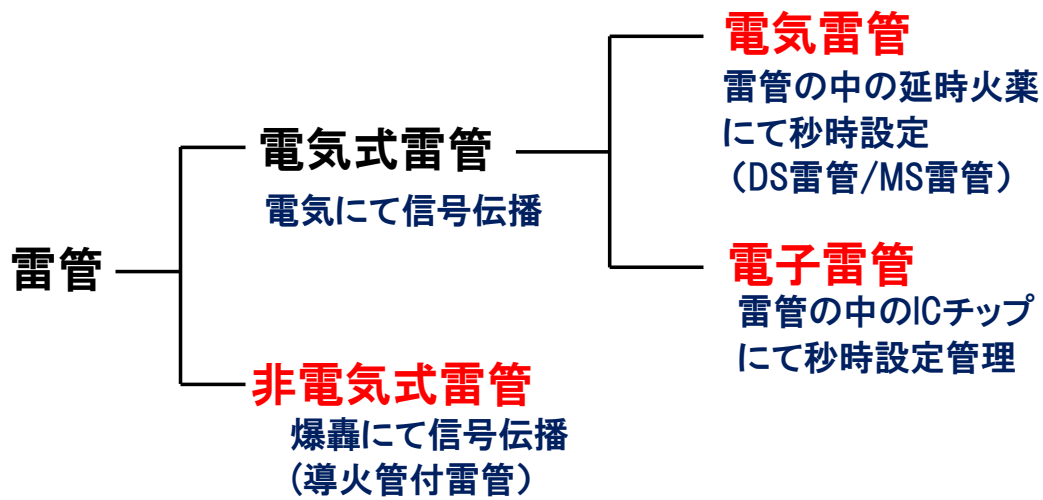 雷管
電気式雷管
電気にて信号伝播
電気雷管
雷管の中の延時火薬
にて秒時設定
（DS雷管/MS雷管）
電子雷管
雷管の中のICチップ
にて秒時設定管理
非電気式雷管
爆轟にて信号伝播
(導火管付雷管）